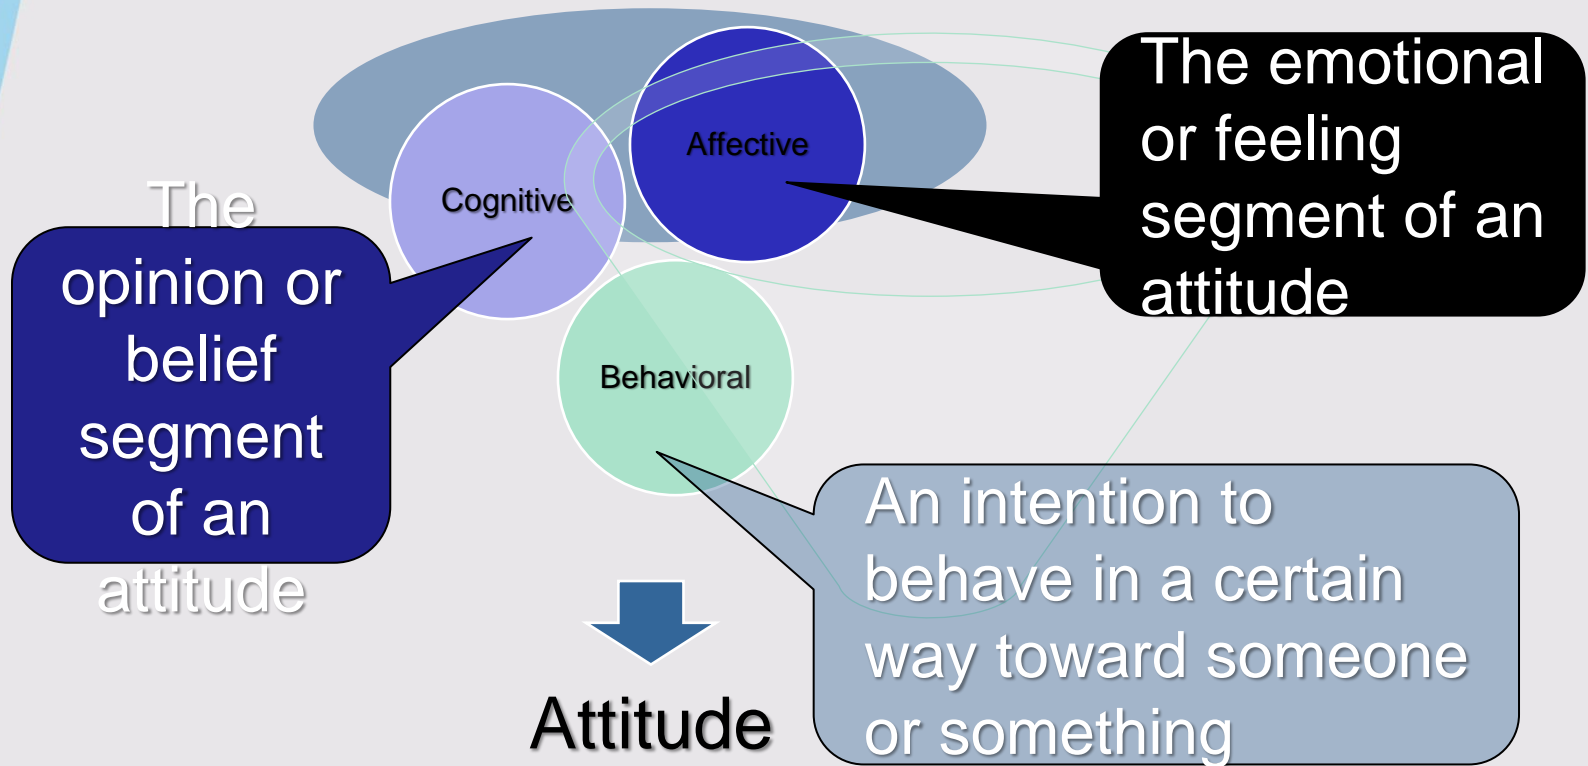 Affective
Cognitive
Behavioral
The
opinion or
belief
segment
of an
attitude
The emotional
or feeling
segment of an
attitude
An intention to
behave in a certain
way toward someone
or something
Attitude